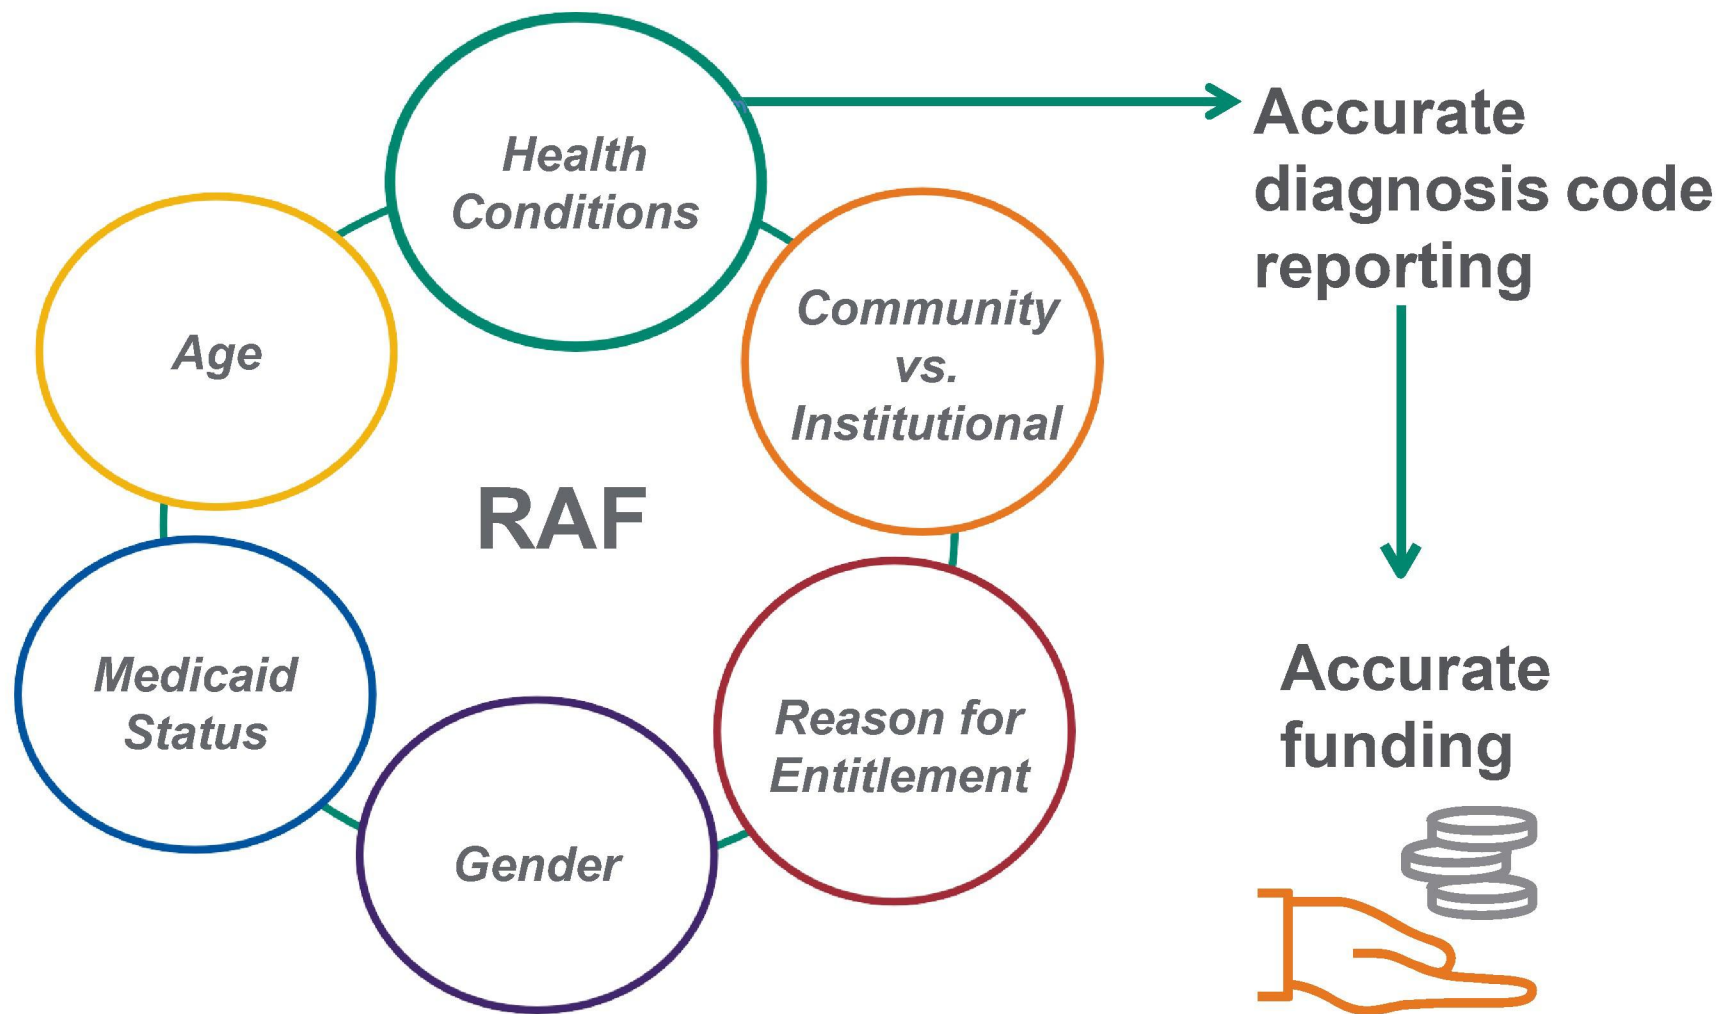 Health
Conditions
Community
vs.
Institutional
Reason for
Entitlement
Gender
Medicaid
Status
Age
RAF
Accurate
diagnosis code
reporting
Accurate
funding